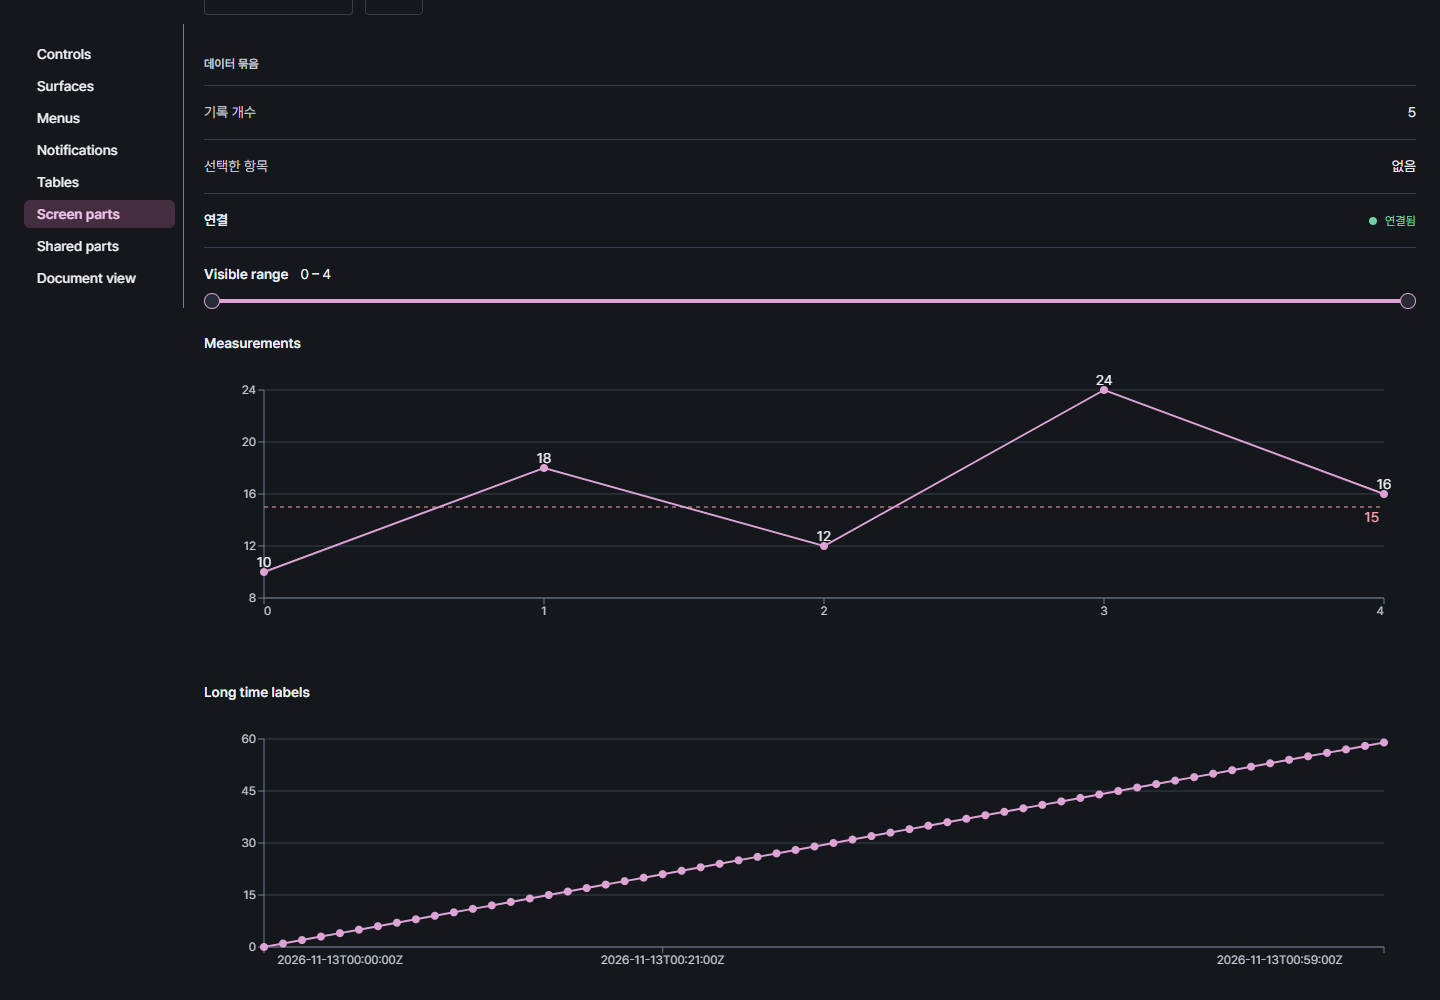 Controls
Surfaces
Menus
Notifications
Tables
Screen parts
Shared parts
Document view
데이터 묶음
기록 개수 5
선택한 항목 없음
연결 연결됨
Visible range 0 – 4
Measurements
24
20
16
12
8
10
18
12
24
16
15
0 1 2 3 4
Long time labels
60
45
30
15
0
2026-11-13T00:00:00Z 2026-11-13T00:21:00Z 2026-11-13T00:59:00Z